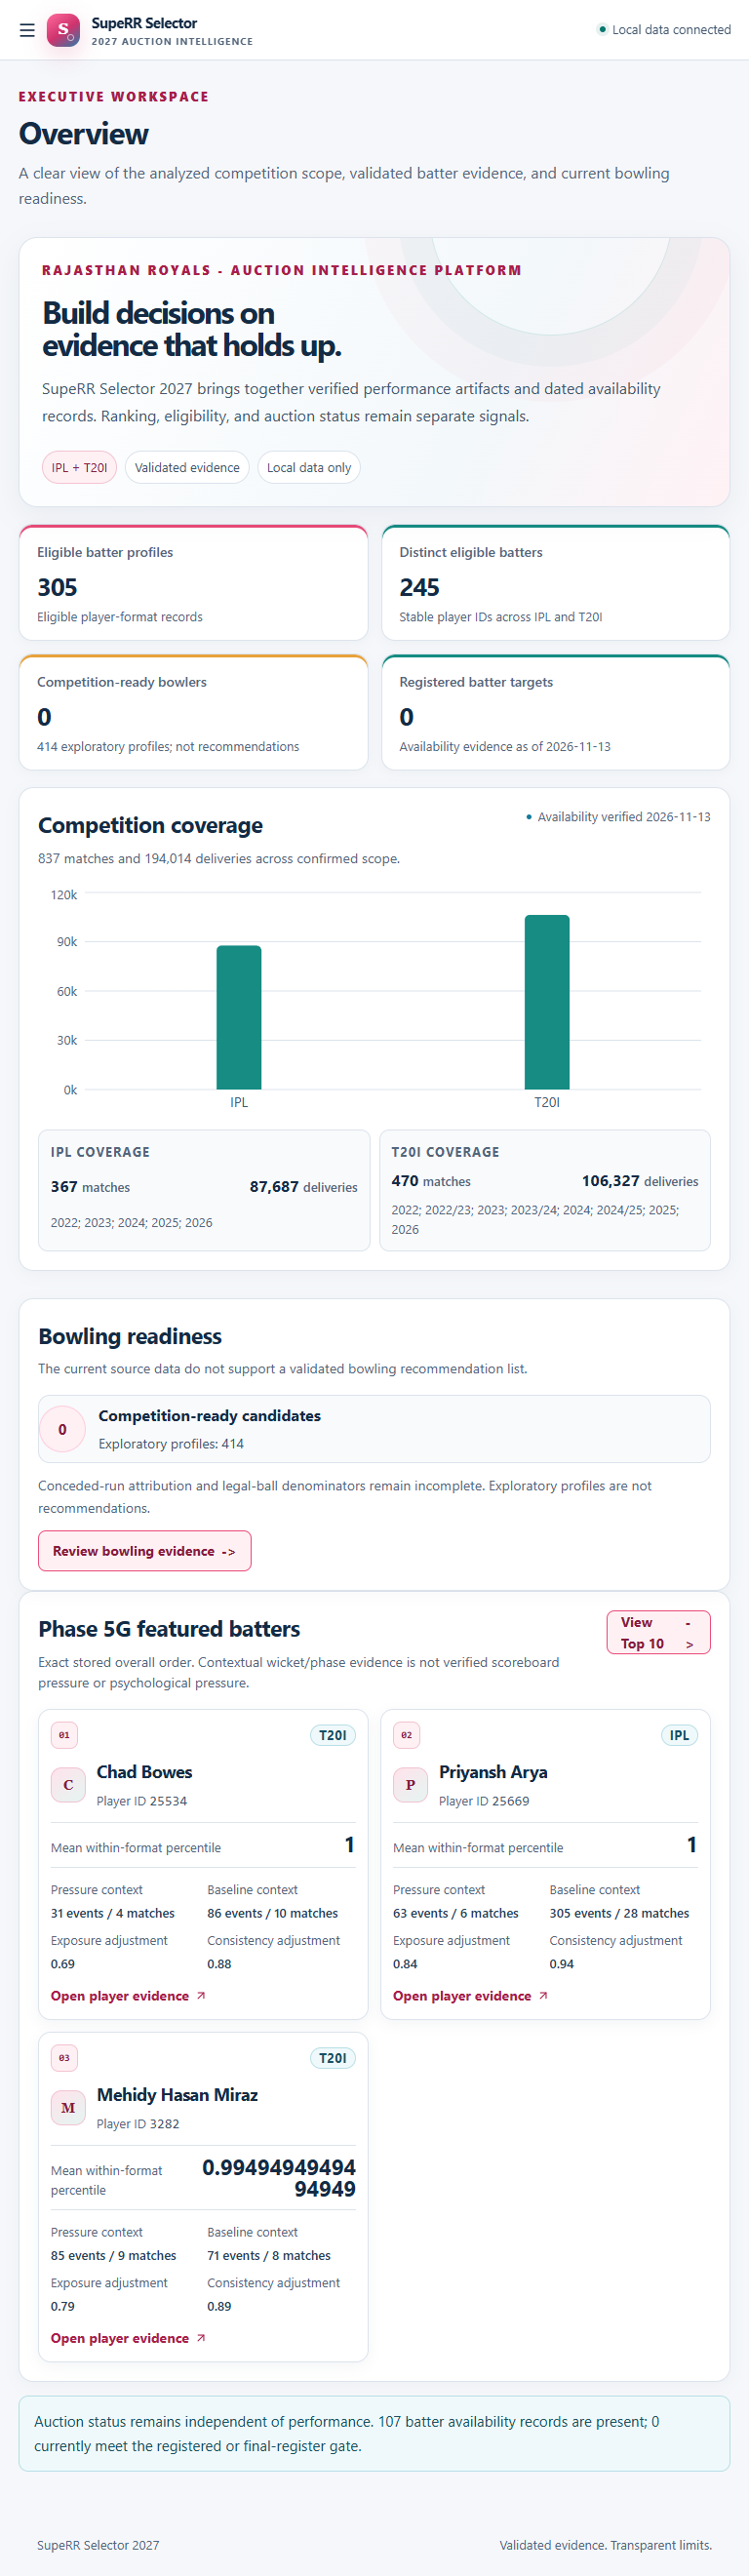 S
SupeRR Selector
2027 AUCTION INTELLIGENCE
Local data connected
EXECUTIVE WORKSPACE
Overview
A clear view of the analyzed competition scope, validated batter evidence, and current bowling
readiness.
RAJASTHAN ROYALS - AUCTION INTELLIGENCE PLATFORM
Build decisions on
evidence that holds up.
SupeRR Selector 2027 brings together verified performance artifacts and dated availability
records. Ranking, eligibility, and auction status remain separate signals.
IPL + T20I
Validated evidence
Local data only
Eligible batter profiles
305
Eligible player-format records
Distinct eligible batters
245
Stable player IDs across IPL and T20I
Competition-ready bowlers
0
414 exploratory profiles; not recommendations
Registered batter targets
0
Availability evidence as of 2026-11-13
Competition coverage
Availability verified 2026-11-13
837 matches and 194,014 deliveries across confirmed scope.
120k
90k
60k
30k
0k
IPL
T20I
IPL COVERAGE
367 matches
87,687 deliveries
2022; 2023; 2024; 2025; 2026
T20I COVERAGE
470 matches
106,327 deliveries
2022; 2022/23; 2023; 2023/24; 2024; 2024/25; 2025;
2026
Bowling readiness
The current source data do not support a validated bowling recommendation list.
0
Competition-ready candidates
Exploratory profiles: 414
Conceded-run attribution and legal-ball denominators remain incomplete. Exploratory profiles are not
recommendations.
Review bowling evidence ->
Phase 5G featured batters
View -
Top 10 >
Exact stored overall order. Contextual wicket/phase evidence is not verified scoreboard
pressure or psychological pressure.
01
T20I
C
Chad Bowes
Player ID 25534
Mean within-format percentile
1
Pressure context
31 events / 4 matches
Baseline context
86 events / 10 matches
Exposure adjustment
0.69
Consistency adjustment
0.88
Open player evidence ↗
02
IPL
P
Priyansh Arya
Player ID 25669
Mean within-format percentile
1
Pressure context
63 events / 6 matches
Baseline context
305 events / 28 matches
Exposure adjustment
0.84
Consistency adjustment
0.94
Open player evidence ↗
03
T20I
M
Mehidy Hasan Miraz
Player ID 3282
Mean within-format
percentile
0.99494949494
94949
Pressure context
85 events / 9 matches
Baseline context
71 events / 8 matches
Exposure adjustment
0.79
Consistency adjustment
0.89
Open player evidence ↗
Auction status remains independent of performance. 107 batter availability records are present; 0
currently meet the registered or final-register gate.
SupeRR Selector 2027
Validated evidence. Transparent limits.